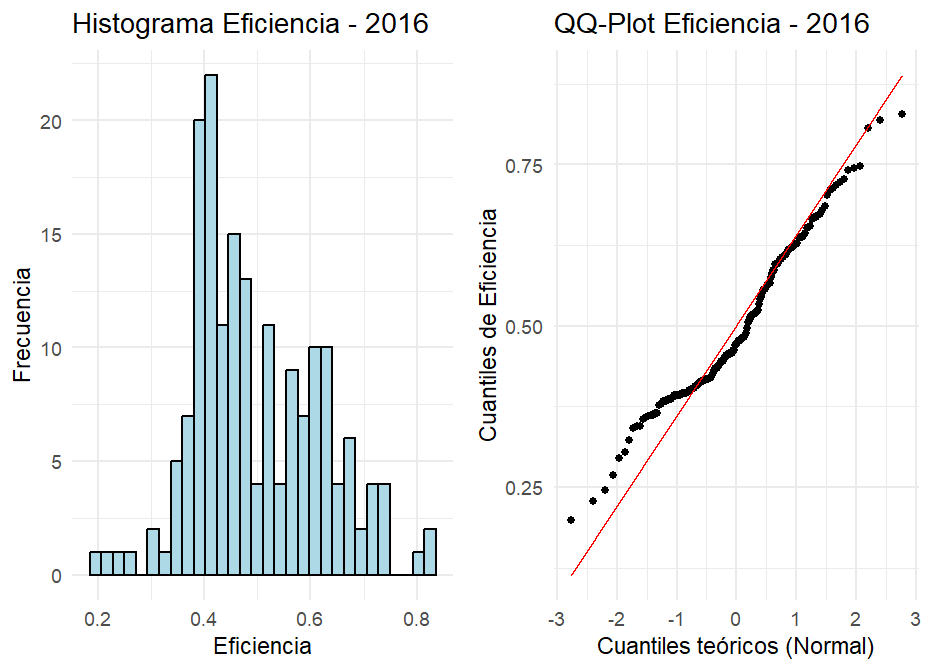 Histograma Eficiencia - 2016
Frecuencia
20
15
10
5
0
0.2 0.4 0.6 0.8
Eficiencia
QQ-Plot Eficiencia - 2016
Cuantiles de Eficiencia
0.75
0.50
0.25
-3 -2 -1 0 1 2 3
Cuantiles teóricos (Normal)